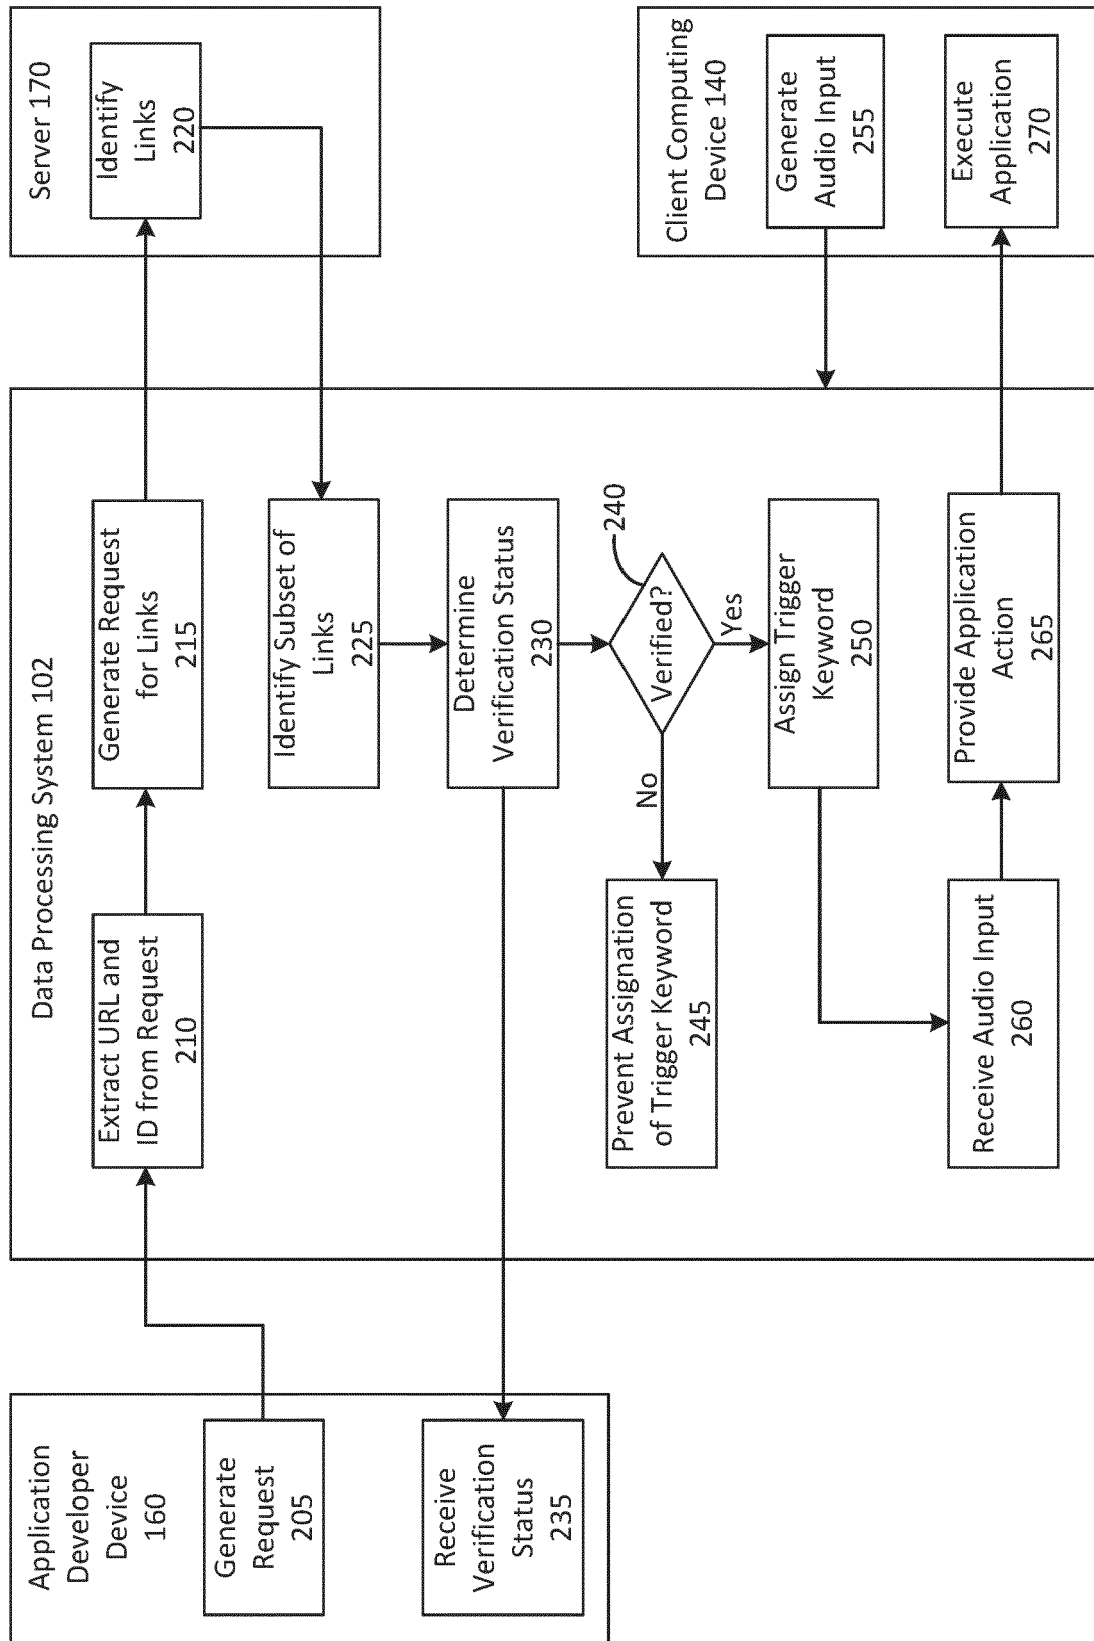 Application
Developer
Device
160
Generate
Request
205
Receive
Verification
Status
235
Data Processing System 102
Extract URL and
ID from Request
210
Generate Request
for Links
215
Identify Subset of
Links
225
Determine
Verification Status
230
240
Verified?
No
Yes
Prevent Assignation
of Trigger Keyword
245
Assign Trigger
Keyword
250
Receive Audio Input
260
Provide Application
Action
265
Server 170
Identify
Links
220
Client Computing
Device 140
Generate
Audio Input
255
Execute
Application
270